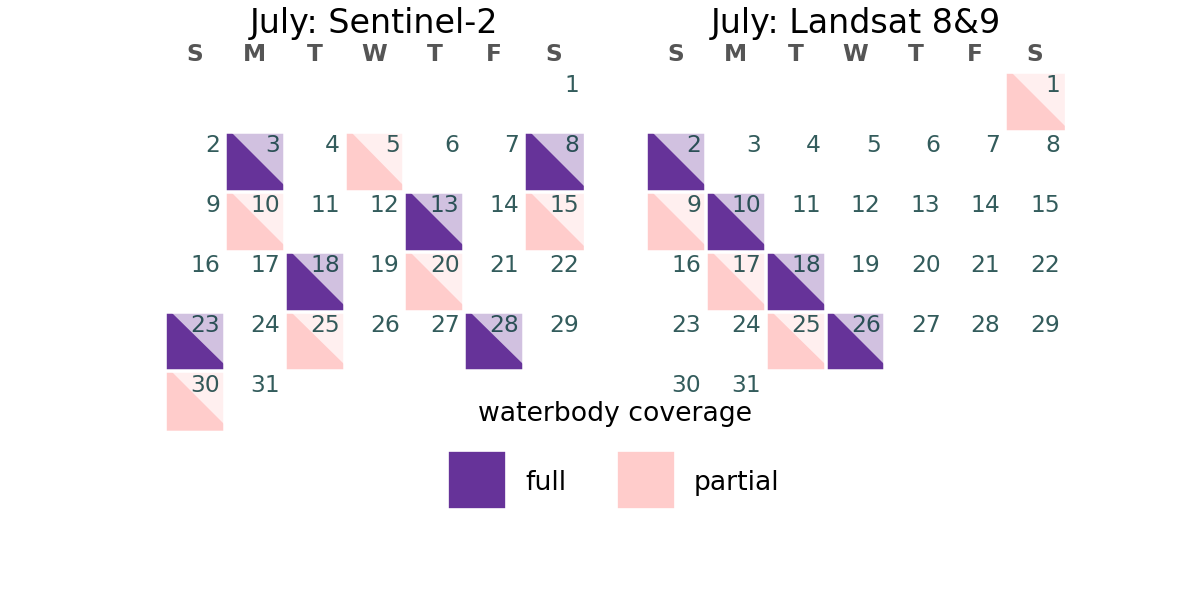 July: Sentinel-2
S M T W T F S
1
2 3 4 5 6 7 8
9 10 11 12 13 14 15
16 17 18 19 20 21 22
23 24 25 26 27 28 29
30 31
July: Landsat 8&9
S M T W T F S
1
2 3 4 5 6 7 8
9 10 11 12 13 14 15
16 17 18 19 20 21 22
23 24 25 26 27 28 29
30 31
waterbody coverage
full partial